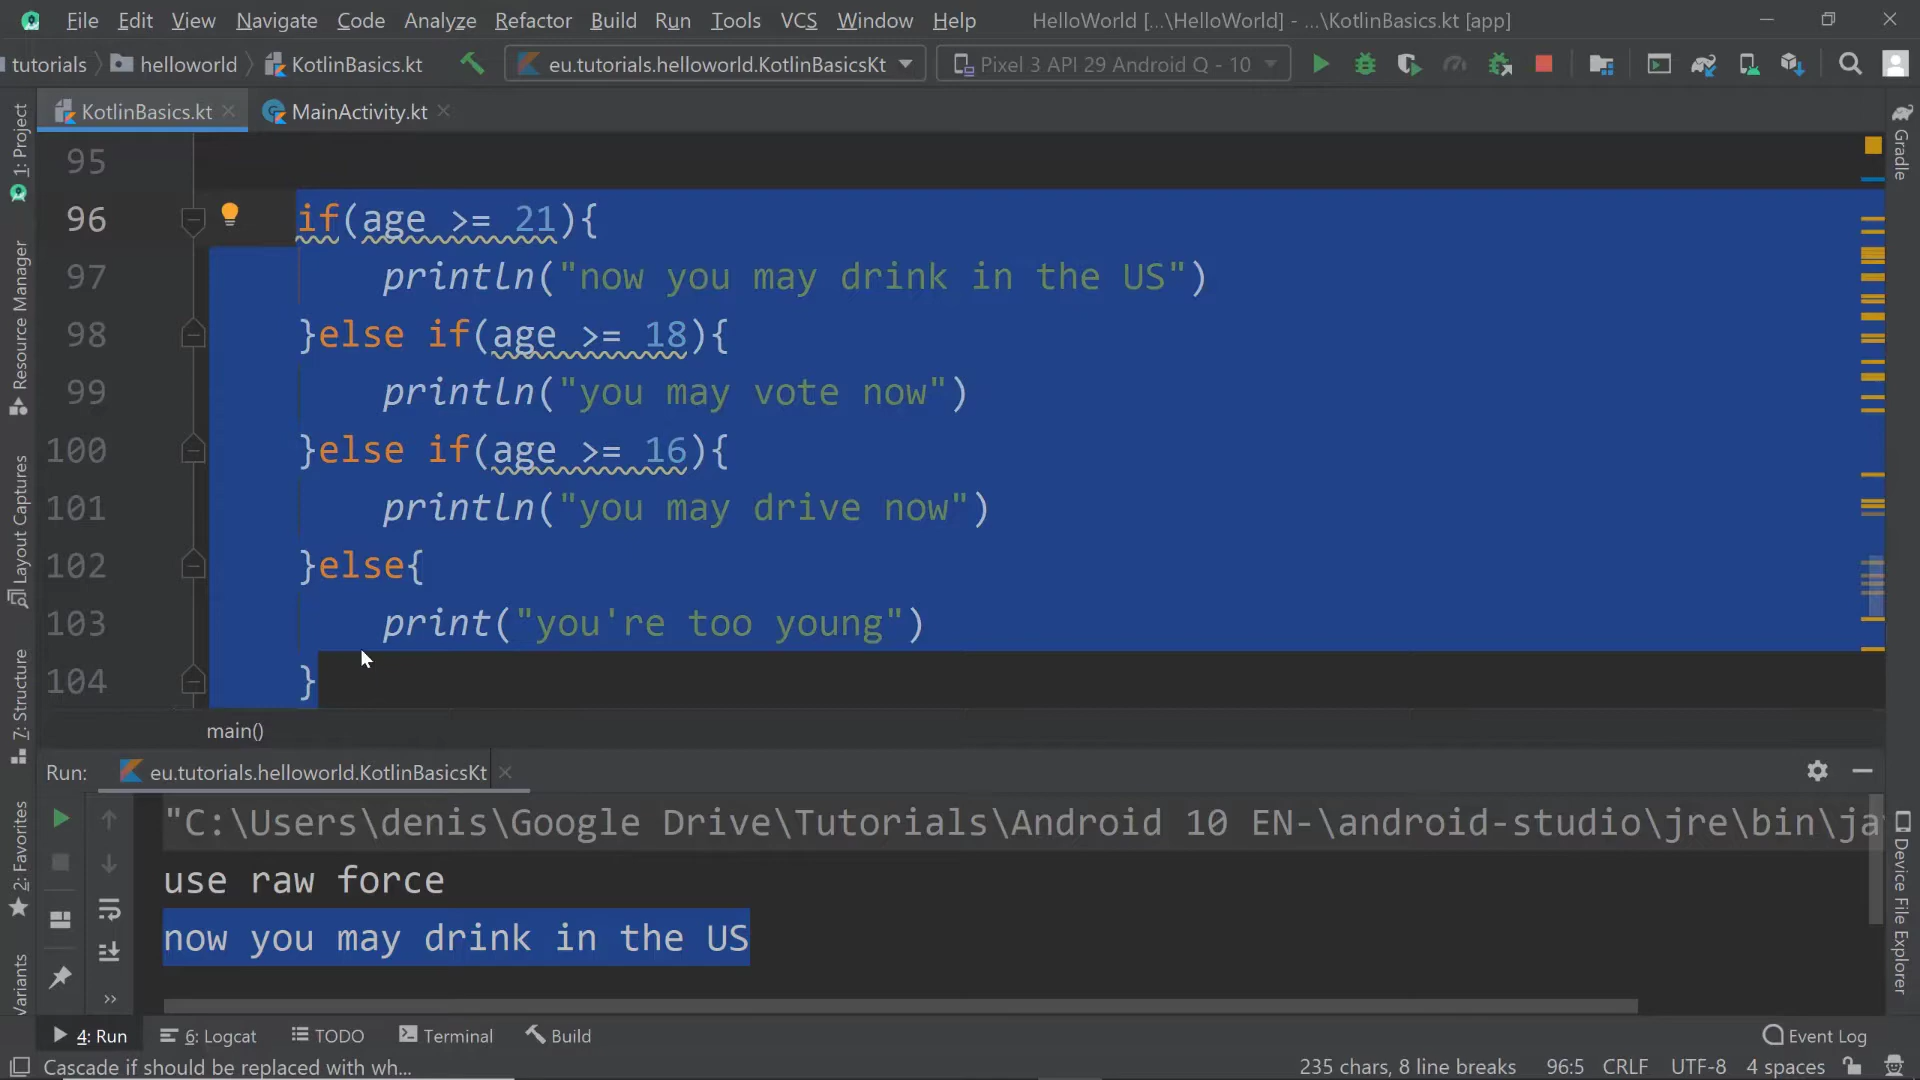 File Edit View Navigate Code Analyze Refactor Build Run Tools VCS Window Help HelloWorld [...\HelloWorld] - ...\KotlinBasics.kt [app]
tutorials helloworld KotlinBasics.kt eu.tutorials.helloworld.KotlinBasicsKt Pixel 3 API 29 Android Q - 10
KotlinBasics.kt MainActivity.kt
1: Project
Resource Manager
Layout Captures
7: Structure
2: Favorites
Variants
95
96 if(age >= 21){
97 println("now you may drink in the US")
98 }else if(age >= 18){
99 println("you may vote now")
100 }else if(age >= 16){
101 println("you may drive now")
102 }else{
103 print("you're too young")
104 }
main()
Gradle
Device File Explorer
Run: eu.tutorials.helloworld.KotlinBasicsKt
"C:\Users\denis\Google Drive\Tutorials\Android 10 EN-\android-studio\jre\bin\ja
use raw force
now you may drink in the US
4: Run 6: Logcat TODO Terminal Build Event Log
Cascade if should be replaced with wh... 235 chars, 8 line breaks 96:5 CRLF UTF-8 4 spaces